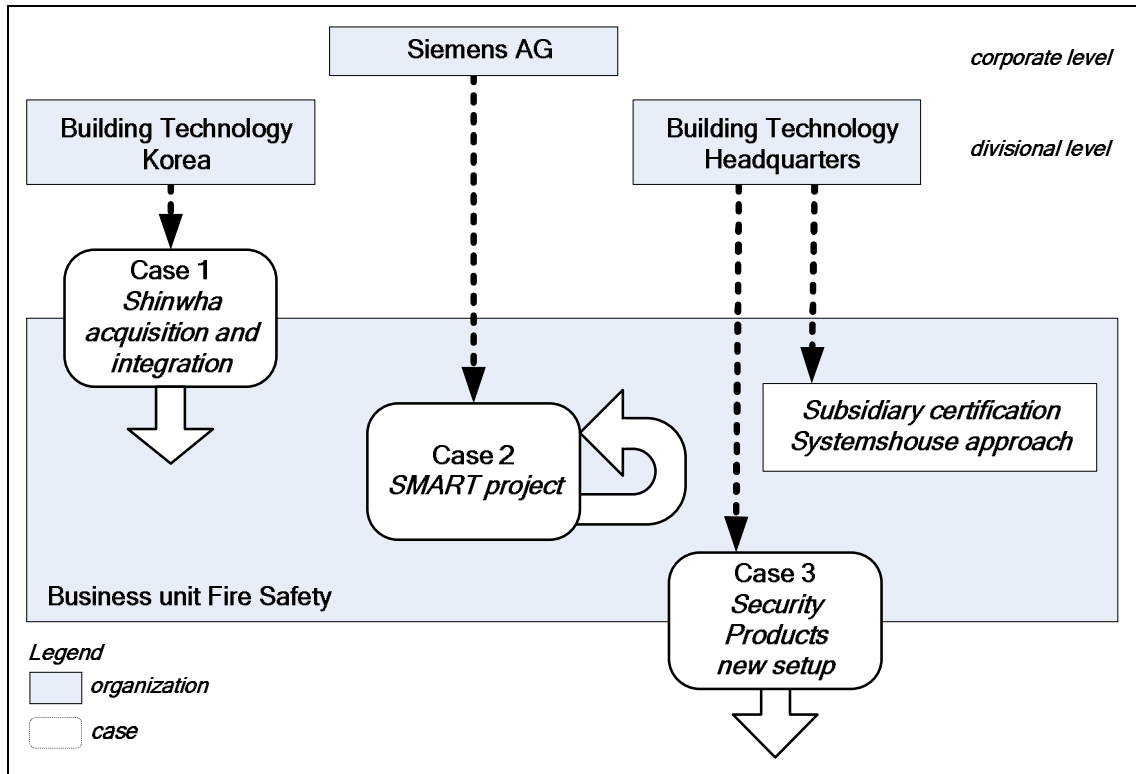 Siemens AG
corporate level
Building Technology
Korea
Building Technology
Headquarters
divisional level
Case 1
Shinwha
acquisition and
integration
Case 2
SMART project
Subsidiary certification
Systemshouse approach
Case 3
Security
Products
new setup
Business unit Fire Safety
Legend
organization
case